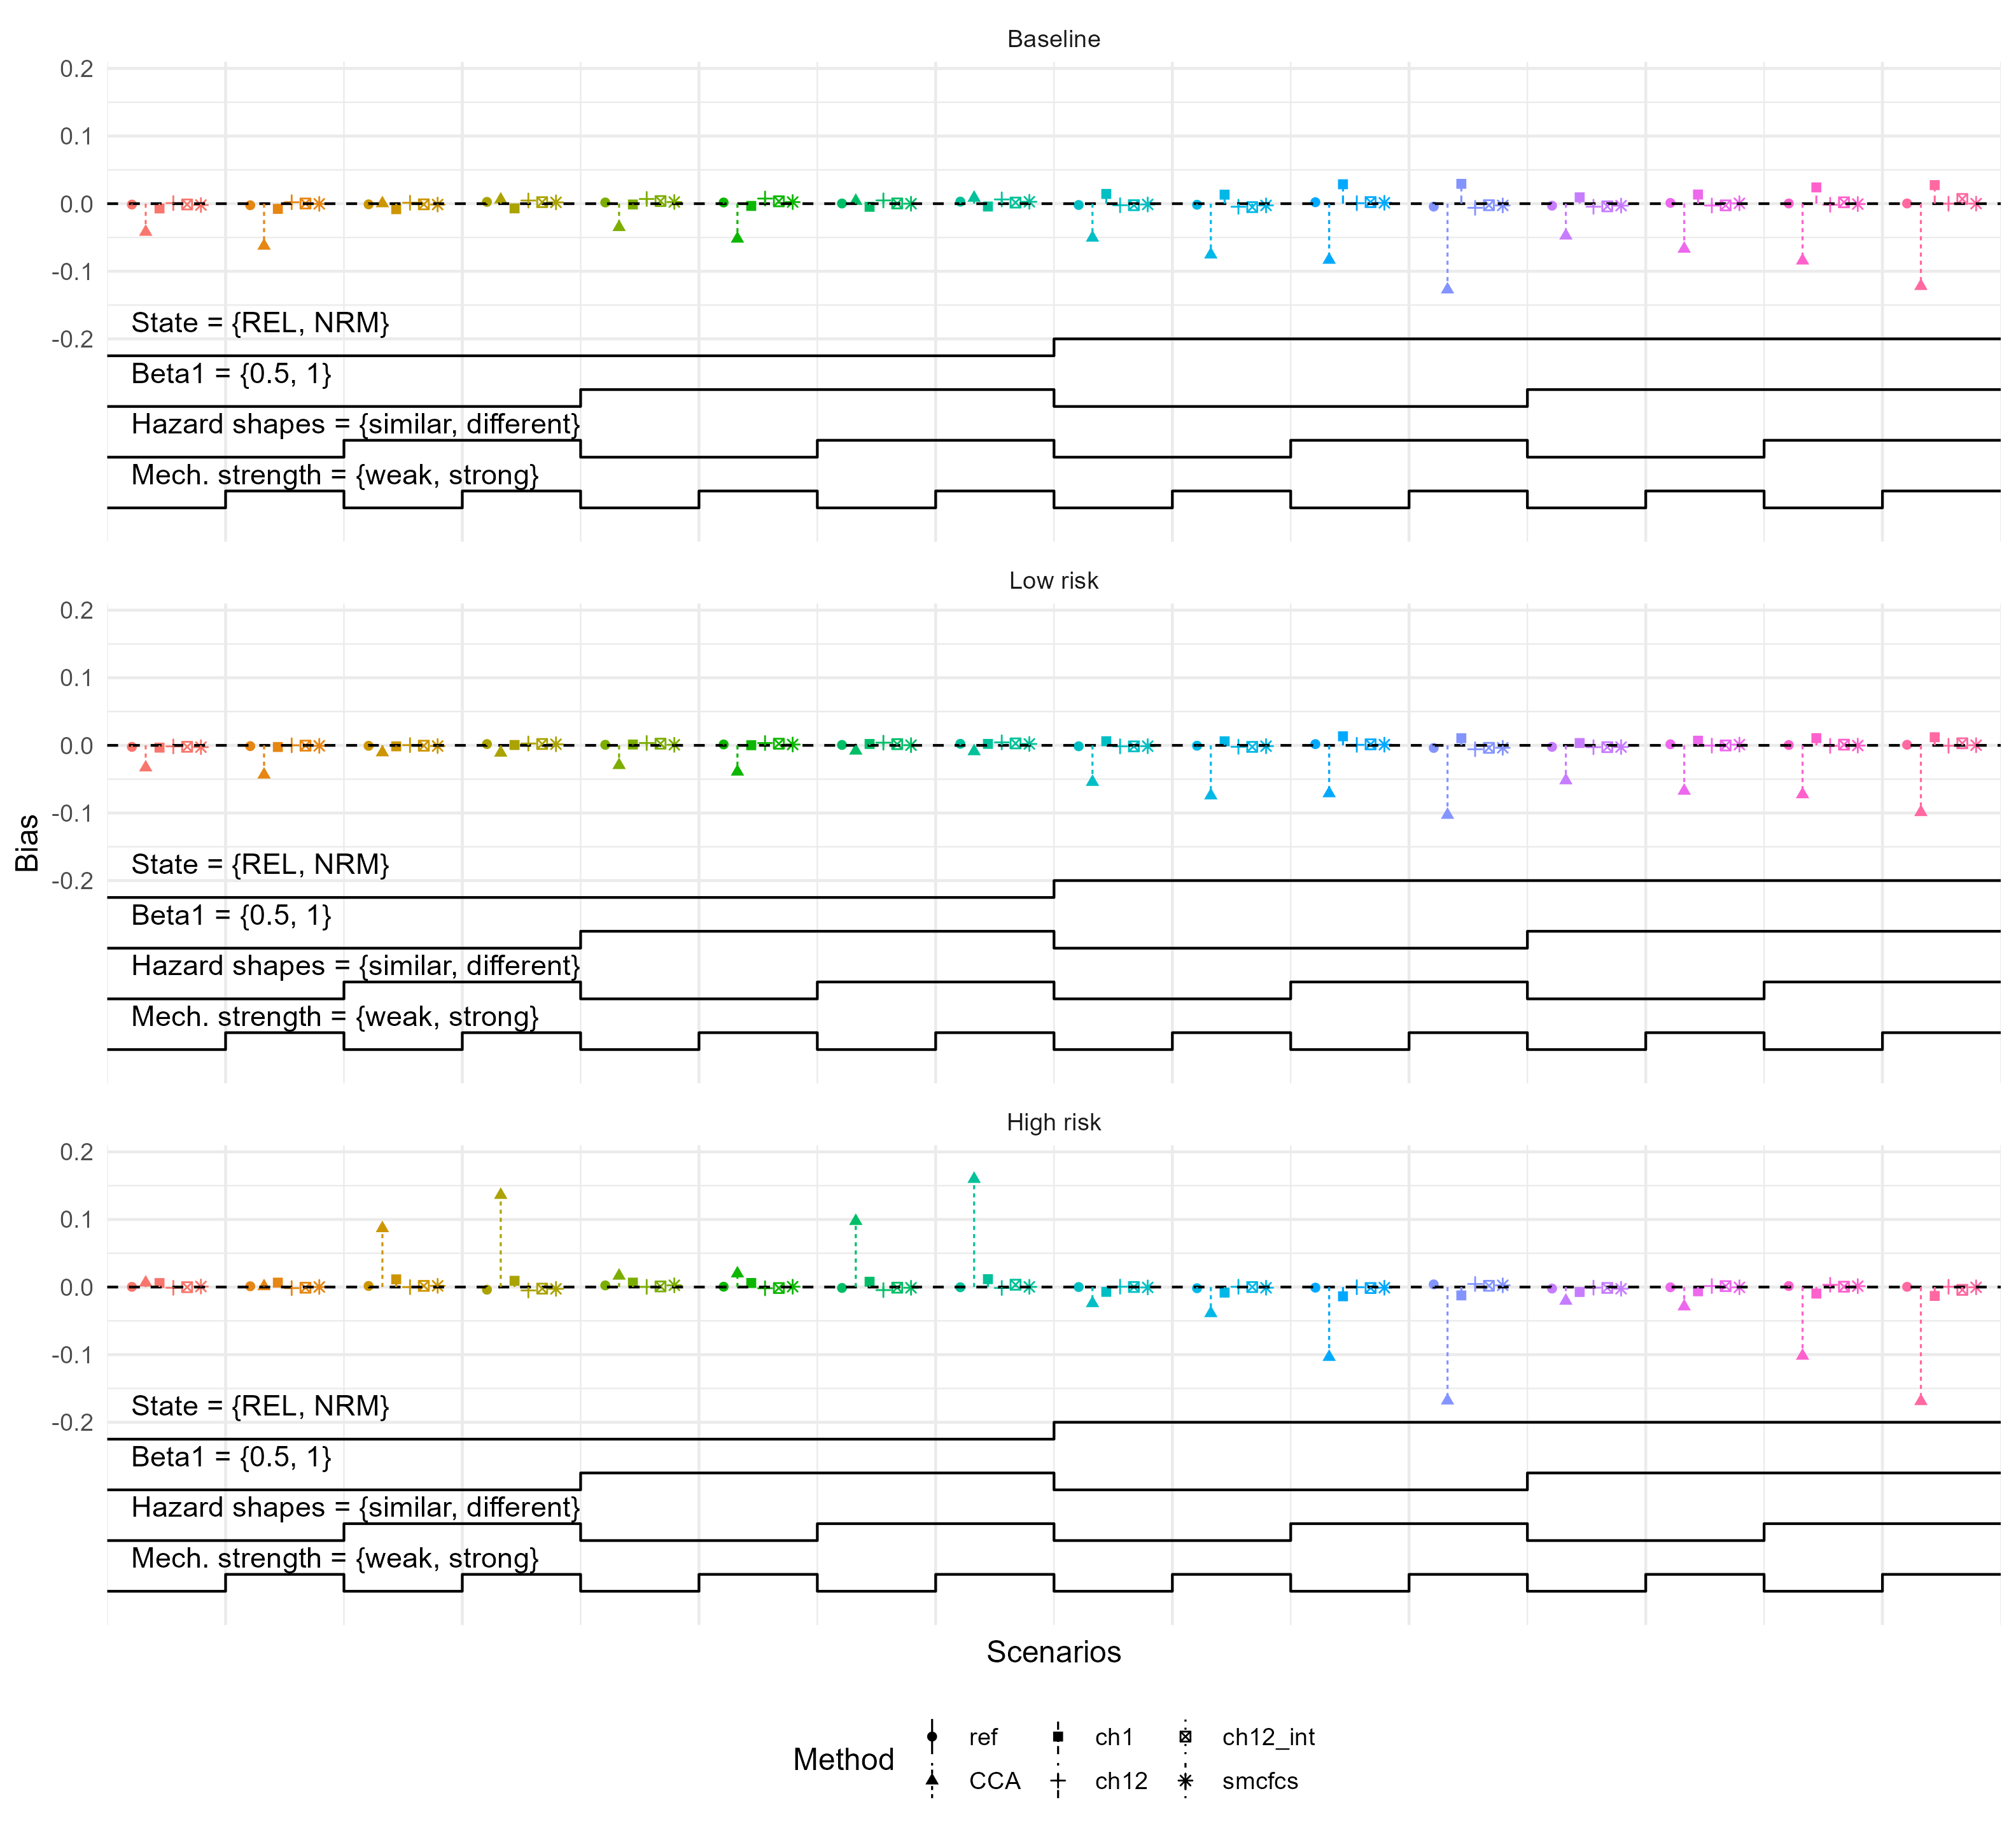 Baseline
0.2
0.1
0.0
-0.1
-0.2
State = {REL, NRM}
Beta1 = {0.5, 1}
Hazard shapes = {similar, different}
Mech. strength = {weak, strong}
Low risk
0.2
0.1
0.0
-0.1
-0.2
State = {REL, NRM}
Beta1 = {0.5, 1}
Hazard shapes = {similar, different}
Mech. strength = {weak, strong}
Bias
High risk
0.2
0.1
0.0
-0.1
-0.2
State = {REL, NRM}
Beta1 = {0.5, 1}
Hazard shapes = {similar, different}
Mech. strength = {weak, strong}
Scenarios
Method
ref ch1 ch12_int
CCA ch12 smcfcs